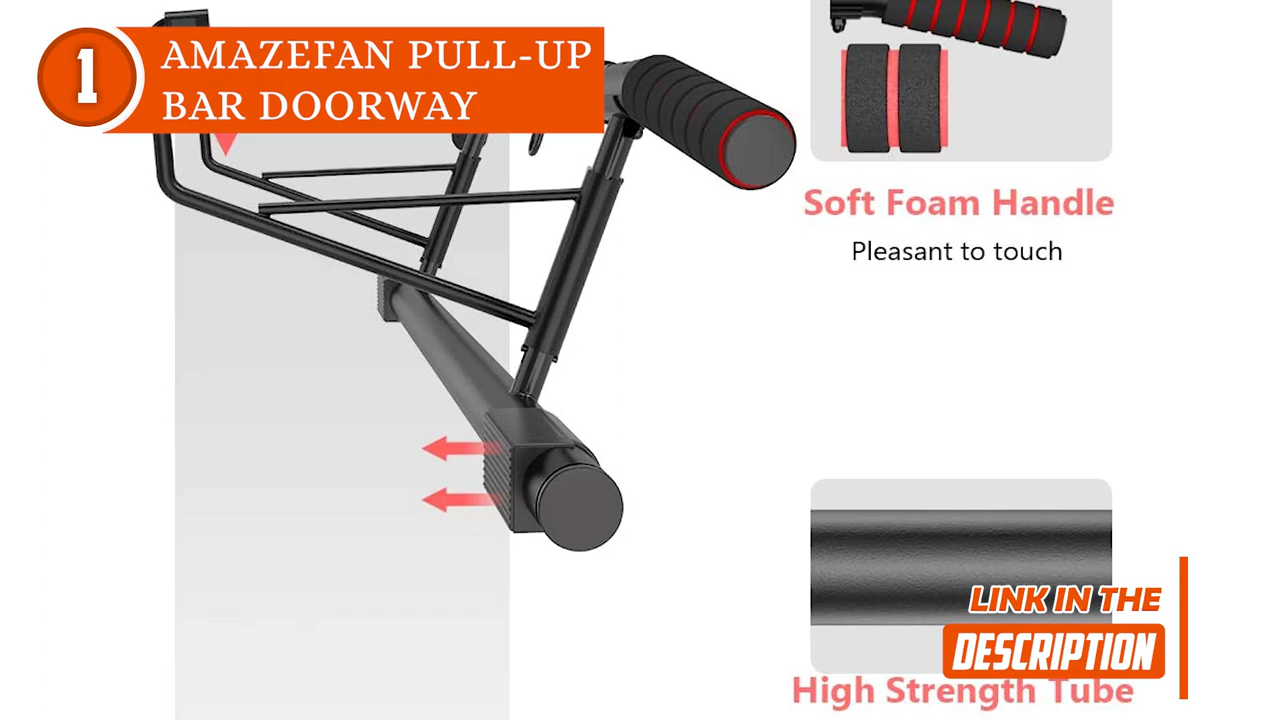 1
AMAZEFAN PULL-UP
BAR DOORWAY
Soft Foam Handle
Pleasant to touch
LINK IN THE
DESCRIPTION
High Strength Tube